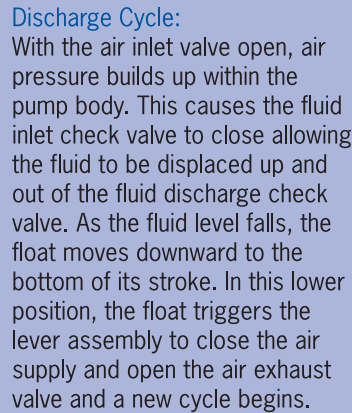 Discharge Cycle:
With the air inlet valve open, air
pressure builds up within the
pump body. This causes the fluid
inlet check valve to close allowing
the fluid to be displaced up and
out of the fluid discharge check
valve. As the fluid level falls, the
float moves downward to the
bottom of its stroke. In this lower
position, the float triggers the
lever assembly to close the air
supply and open the air exhaust
valve and a new cycle begins.